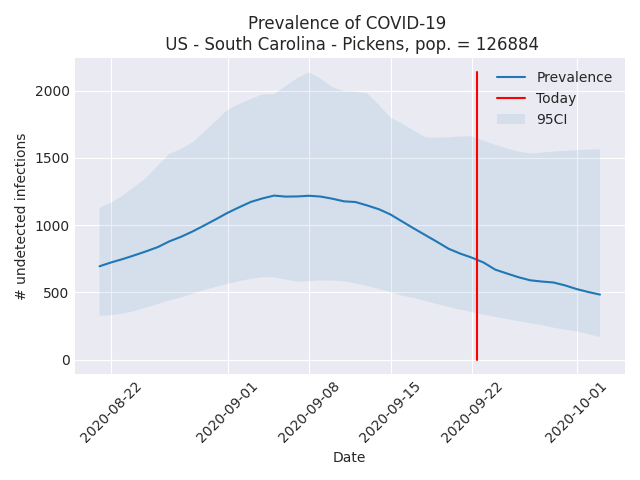 Prevalence of COVID-19
US - South Carolina - Pickens, pop. = 126884
Prevalence
Today
95CI
2000
1500
1000
500
0
# undetected infections
2020-08-22
2020-09-01
2020-09-08
2020-09-15
2020-09-22
2020-10-01
Date